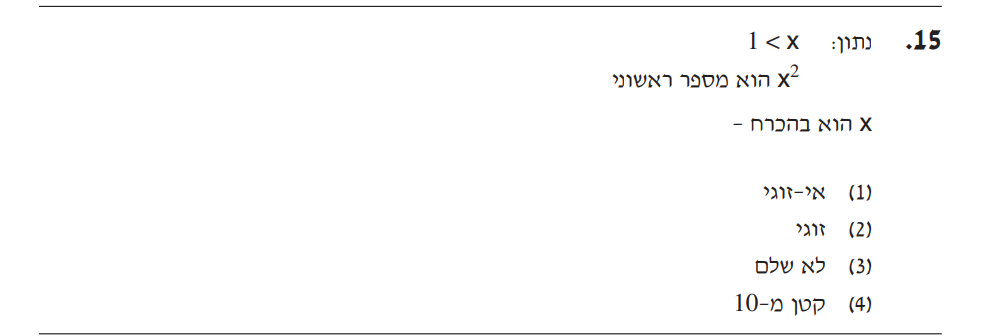 15. נתון: 1 < x
x² הוא מספר ראשוני
x הוא בהכרח –
(1) אי-זוגי
(2) זוגי
(3) לא שלם
(4) קטן מ-10